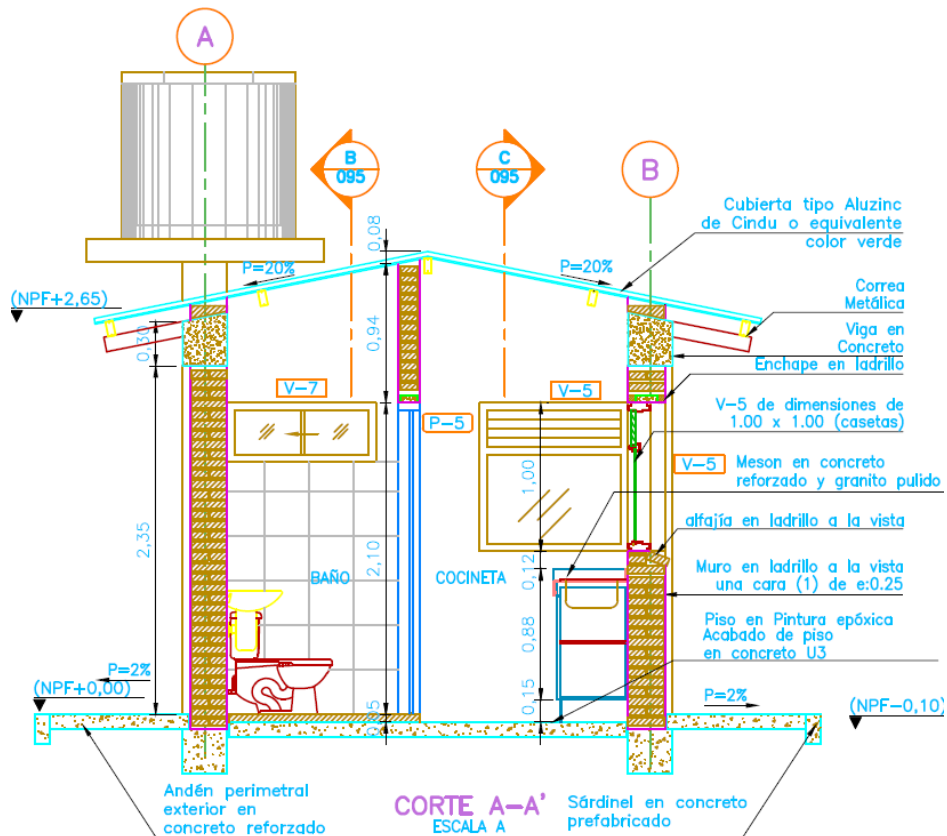 A
B
095
C
095
B
Cubierta tipo Aluzinc
de Cindu o equivalente
color verde
0,08
P=20%
P=20%
(NPF+2,65)
Correa
Metálica
Viga en
Concreto
0,30
0,94
Enchape en ladrillo
V-7
V-5
V-5 de dimensiones de
1.00 x 1.00 (casetas)
P-5
V-5
Meson en concreto
reforzado y granito pulido
1,00
2,35
2,10
alfajía en ladrillo a la vista
BAÑO
COCINETA
0,12
Muro en ladrillo a la vista
una cara (1) de e:0.25
0,88
Piso en Pintura epóxica
Acabado de piso
en concreto U3
P=2%
(NPF+0,00)
0,15
P=2%
(NPF-0,10)
0,05
Andén perimetral
exterior en
concreto reforzado
CORTE A-A'
ESCALA A
Sárdinel en concreto
prefabricado